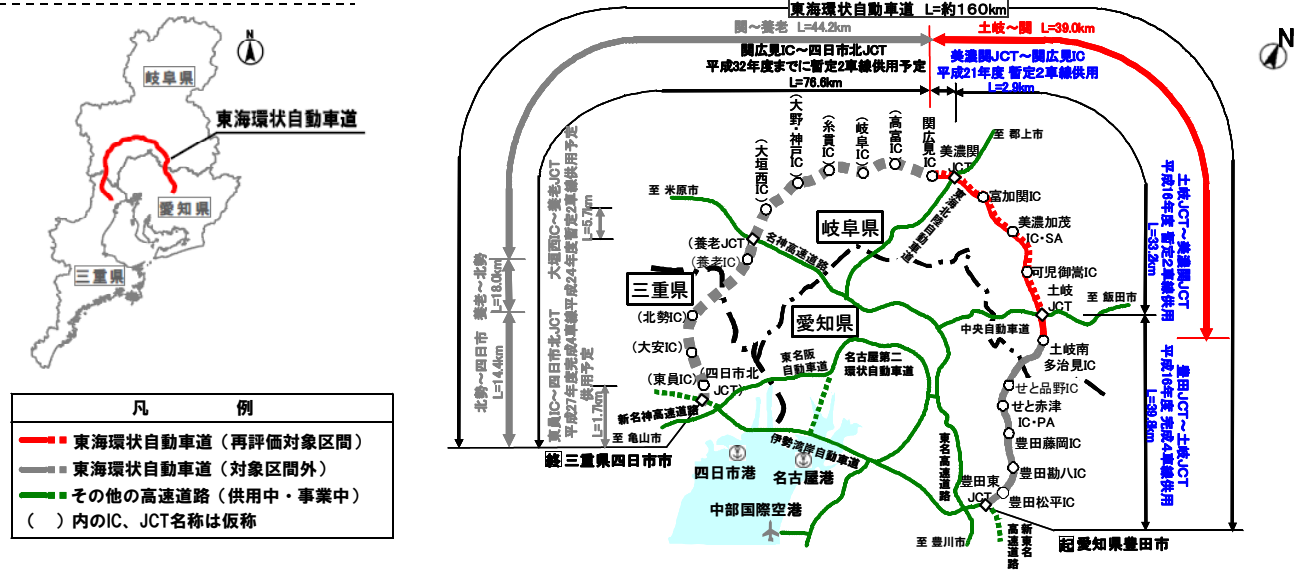 N
岐阜県
東海環状自動車道
愛知県
三重県
凡　　　例
東海環状自動車道（再評価対象区間）
東海環状自動車道（対象区間外）
その他の高速道路（供用中・事業中）
（　）内のIC、JCT名称は仮称
東海環状自動車道 L=約160km
関～養老 L=44.2km
土岐～関 L=39.0km
関広見IC～四日市北JCT
平成32年度までに暫定2車線供用予定
L=76.6km
美濃関JCT～関広見IC
平成21年度 暫定2車線供用
L=2.9km
N
土岐JCT～美濃関JCT
平成16年度 暫定2車線供用
L=33.2km
豊田JCT～土岐JCT
平成16年度 完成4車線供用
L=39.8km
養老～北勢
L=18.0km
北勢～四日市
L=14.4km
大垣西IC～養老JCT
平成24年度暫定2車線供用予定
L=5.7km
東員IC～四日市北JCT
平成27年度完成4車線
供用予定
L=1.7km
（大垣西IC）
（大野・神戸IC）
（糸貫IC）
（岐阜IC）
（高富IC）
関広見IC
美濃関
JCT
至 郡上市
富加関IC
美濃加茂
IC・SA
可児御嵩IC
土岐
JCT
至 飯田市
中央自動車道
土岐南
多治見IC
せと品野IC
せと赤津
IC・PA
豊田藤岡IC
豊田勘八IC
豊田東
JCT
豊田松平IC
起 愛知県豊田市
新東名
高速道路
至 豊川市
東名高速道路
至 米原市
（養老JCT）
（養老IC）
名神高速道路
東海北陸自動車道
岐阜県
三重県
愛知県
（北勢IC）
（大安IC）
（東員IC）
（四日市北
JCT）
東名阪
自動車道
名古屋第二
環状自動車道
新名神高速道路
至 亀山市
終 三重県四日市市
伊勢湾岸自動車道
四日市港
名古屋港
中部国際空港